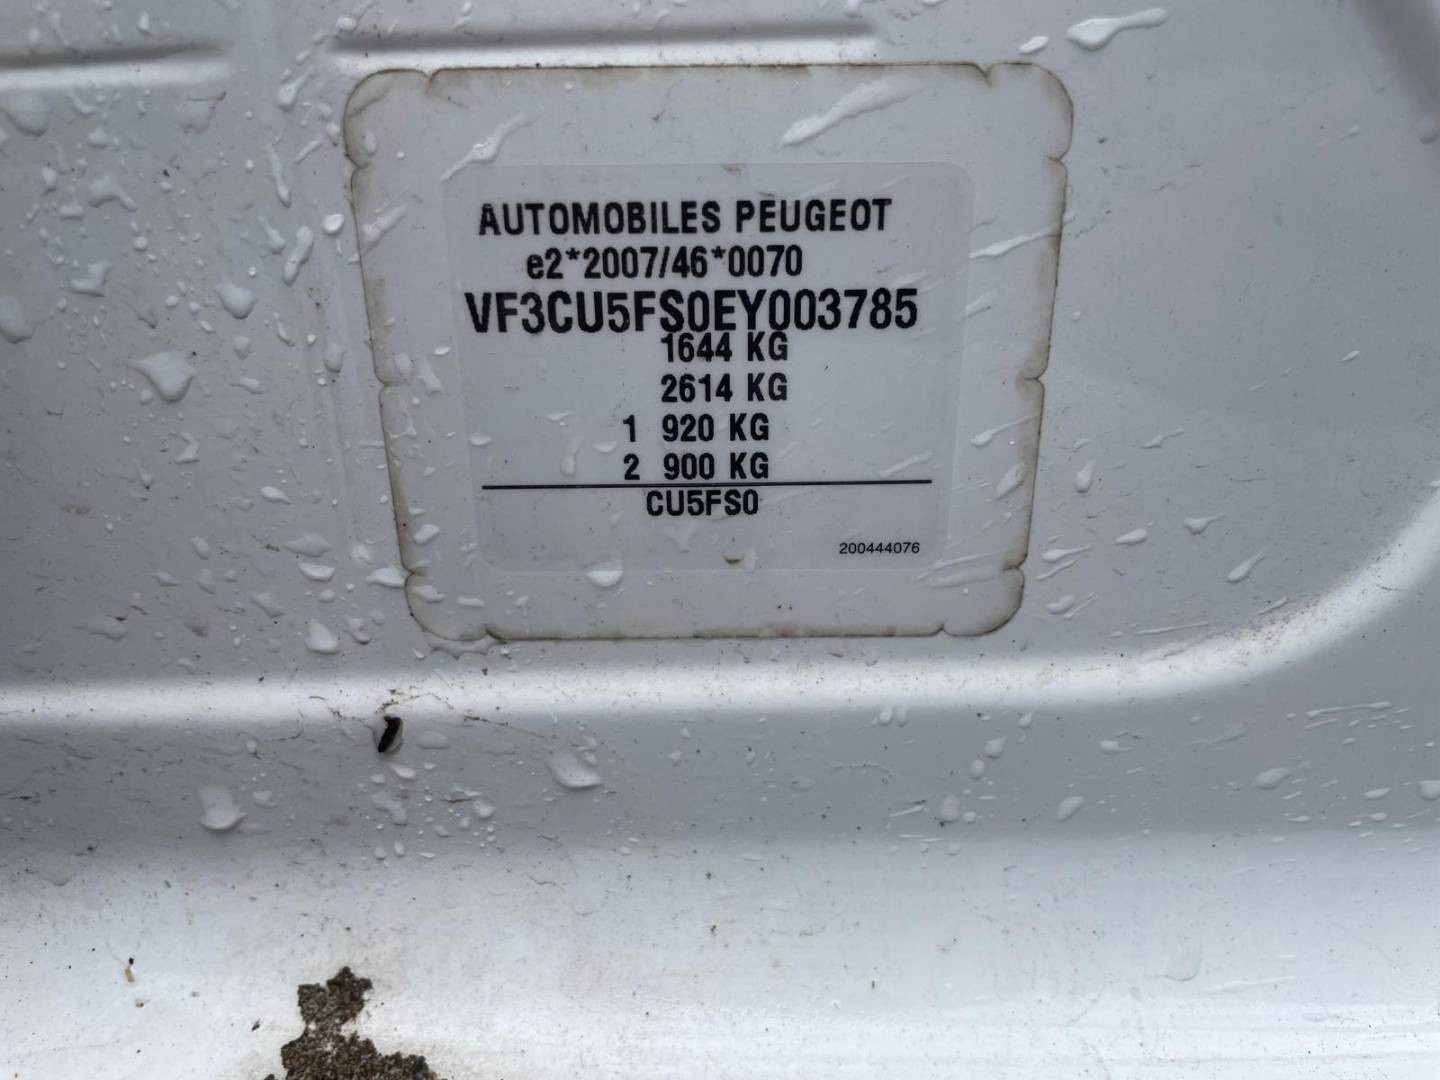 AUTOMOBILES PEUGEOT
e2*2007/46*0070
VF3CU5FS0EY003785
1644 KG
2614 KG
1 920 KG
2 900 KG
CU5FS0
200444076